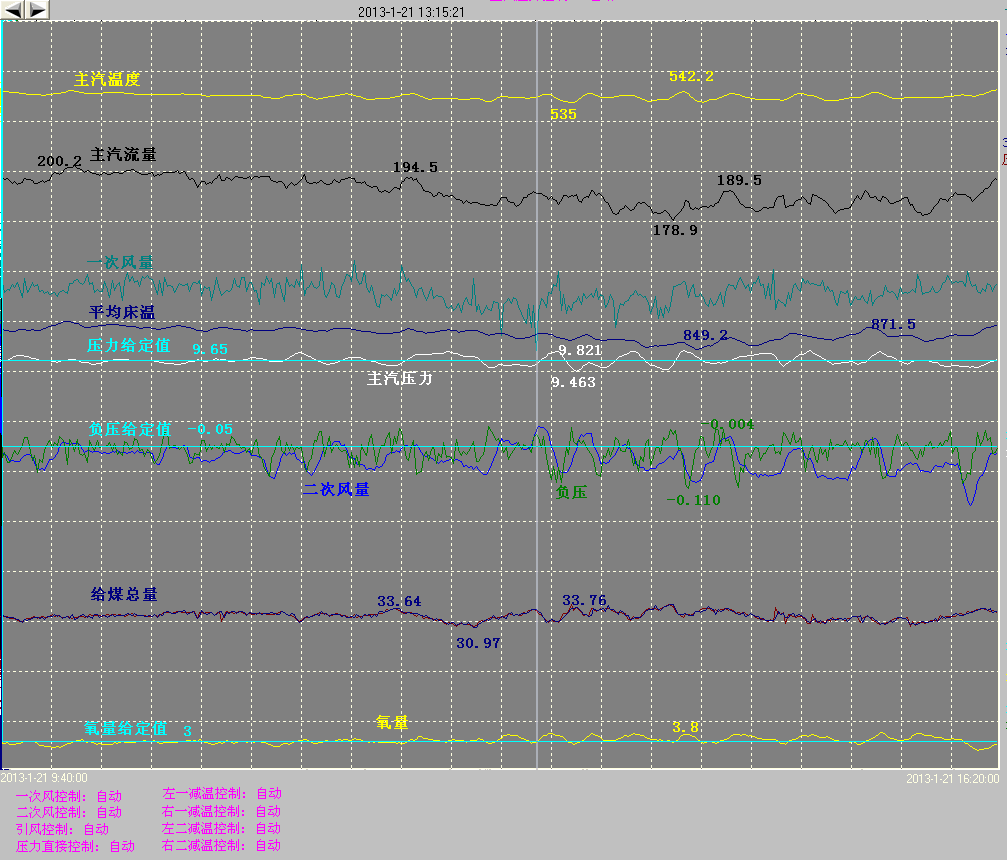 2013-1-21 13:15:21
主汽温度
542.2
535
200.2
主汽流量
194.5
189.5
178.9
一次风量
平均床温
849.2
871.5
压力给定值 9.65
9.821
主汽压力
9.463
负压给定值 -0.05
0.004
二次风量
负压
-0.110
给煤总量
33.64
33.76
30.97
氧量给定值 3
氧量
3.8
2013-1-21 9:40:00
2013-1-21 16:20:00
一次风控制: 自动
左一减温控制: 自动
二次风控制: 自动
右一减温控制: 自动
引风控制: 自动
左二减温控制: 自动
压力直接控制: 自动
右二减温控制: 自动